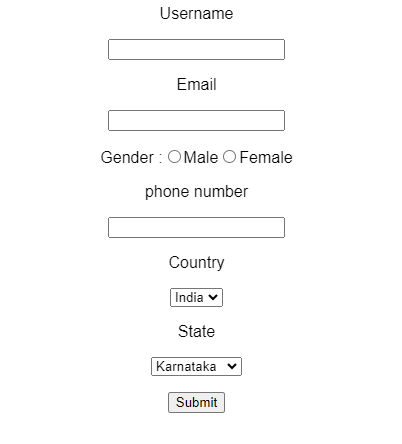 Username
Email
Gender : Male Female
phone number
Country
India
State
Karnataka
Submit